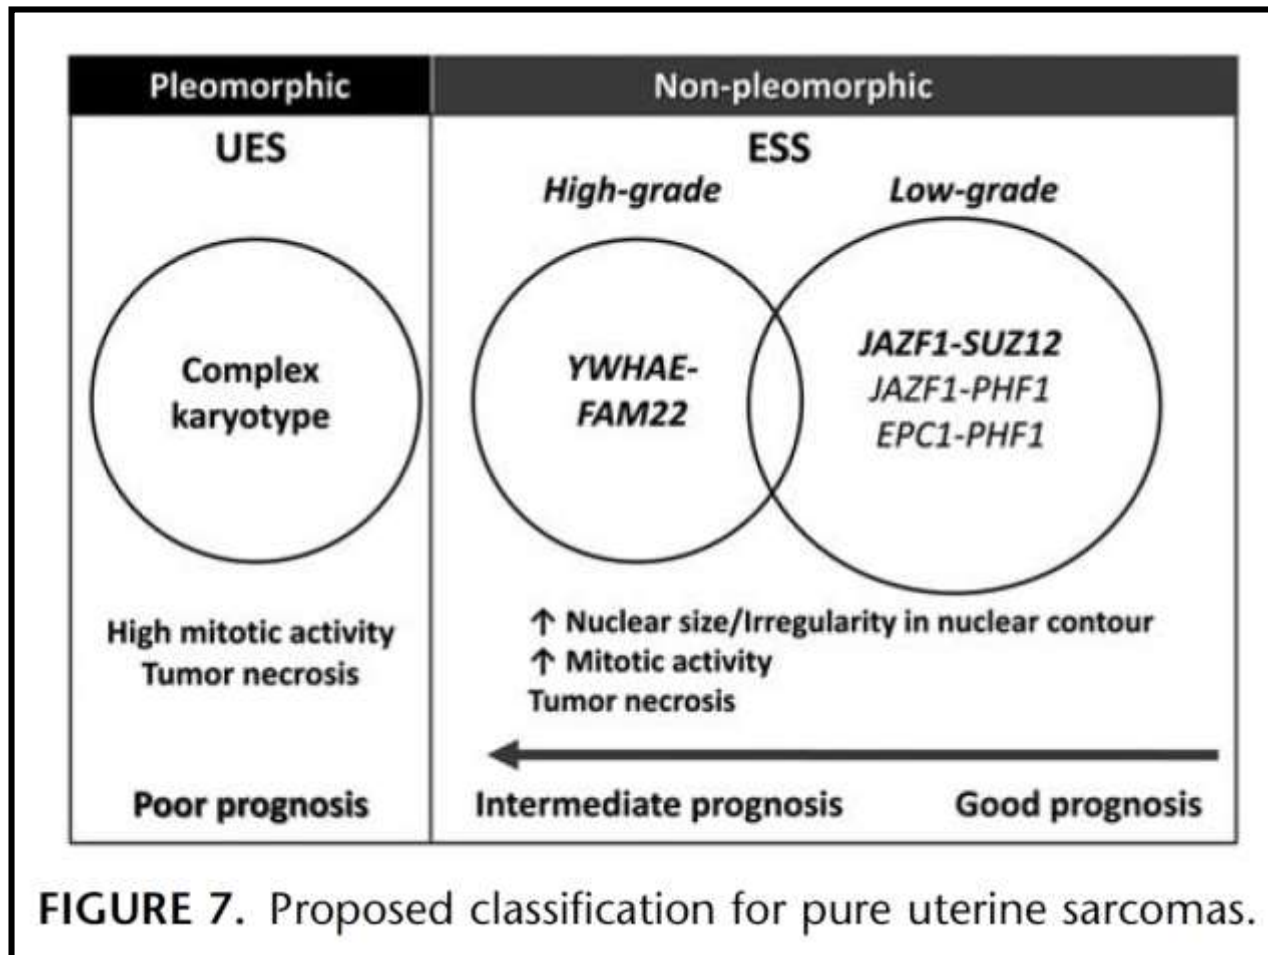 Pleomorphic
Non-pleomorphic
UES
ESS
High-grade
Low-grade
Complex
karyotype
YWHAE-
FAM22
JAZF1-SUZ12
JAZF1-PHF1
EPC1-PHF1
High mitotic activity
Tumor necrosis
↑ Nuclear size/Irregularity in nuclear contour
↑ Mitotic activity
Tumor necrosis
Poor prognosis
Intermediate prognosis
Good prognosis
FIGURE 7. Proposed classification for pure uterine sarcomas.